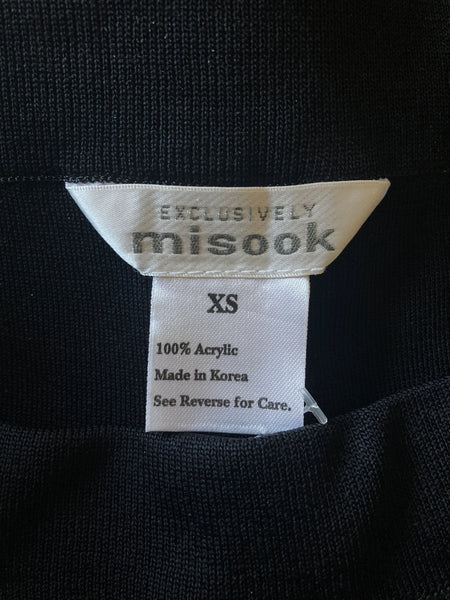 EXCLUSIVELY
misook
XS
100% Acrylic
Made in Korea
See Reverse for Care.